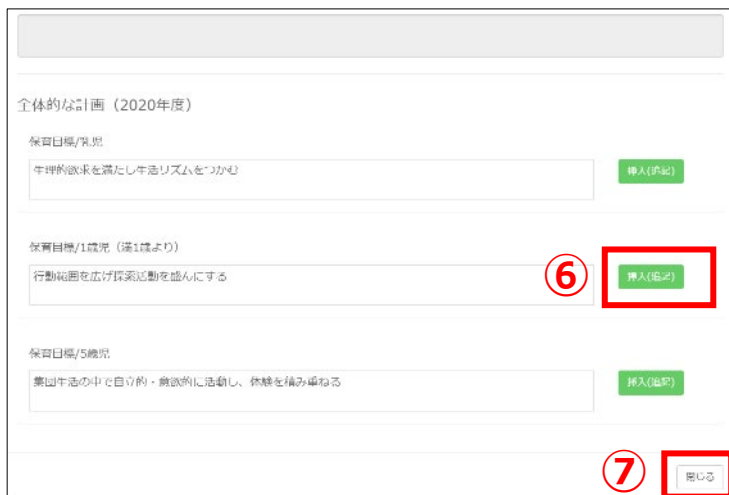 全体的な計画（2020年度）
保育目標/乳児
生理的欲求を満たし生活リズムをつかむ
挿入(追記)
保育目標/1歳児（満1歳より）
行動範囲を広げ探索活動を盛んにする
⑥
挿入(追記)
保育目標/5歳児
集団生活の中で自立的・意欲的に活動し、体験を積み重ねる
挿入(追記)
⑦
閉じる